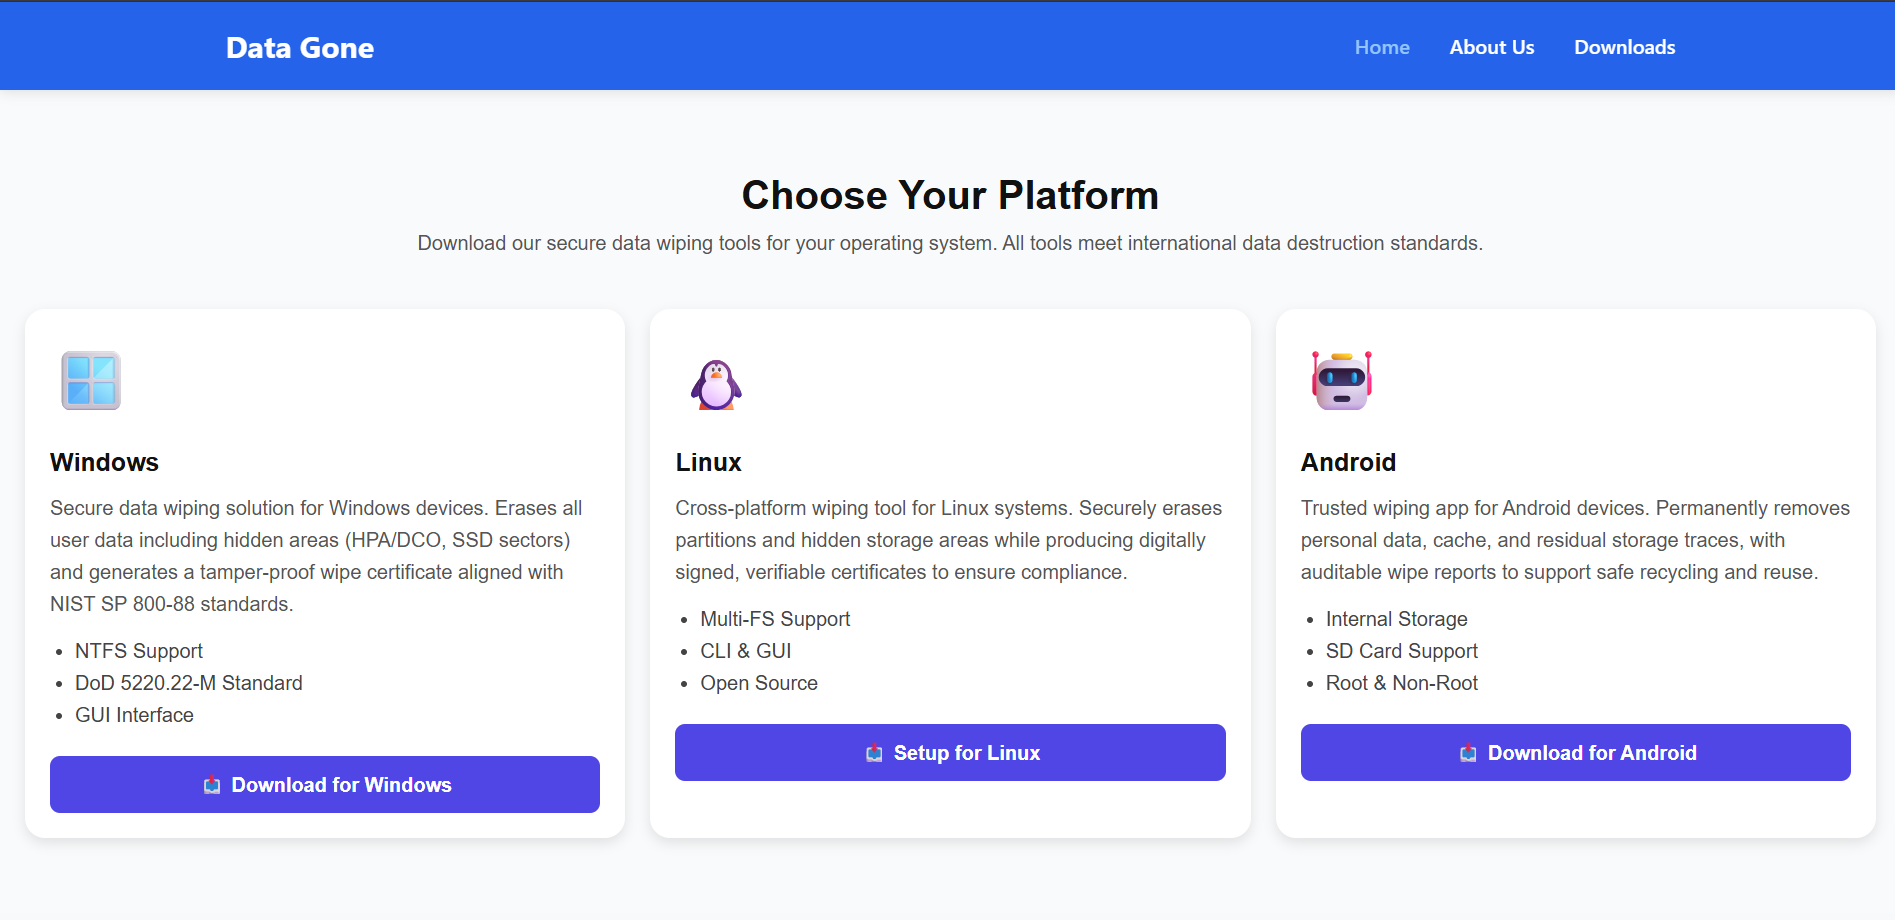 Data Gone
Home
About Us
Downloads
Choose Your Platform
Download our secure data wiping tools for your operating system. All tools meet international data destruction standards.
Windows
Secure data wiping solution for Windows devices. Erases all
user data including hidden areas (HPA/DCO, SSD sectors)
and generates a tamper-proof wipe certificate aligned with
NIST SP 800-88 standards.
• NTFS Support
• DoD 5220.22-M Standard
• GUI Interface
Download for Windows
Linux
Cross-platform wiping tool for Linux systems. Securely erases
partitions and hidden storage areas while producing digitally
signed, verifiable certificates to ensure compliance.
• Multi-FS Support
• CLI & GUI
• Open Source
Setup for Linux
Android
Trusted wiping app for Android devices. Permanently removes
personal data, cache, and residual storage traces, with
auditable wipe reports to support safe recycling and reuse.
• Internal Storage
• SD Card Support
• Root & Non-Root
Download for Android